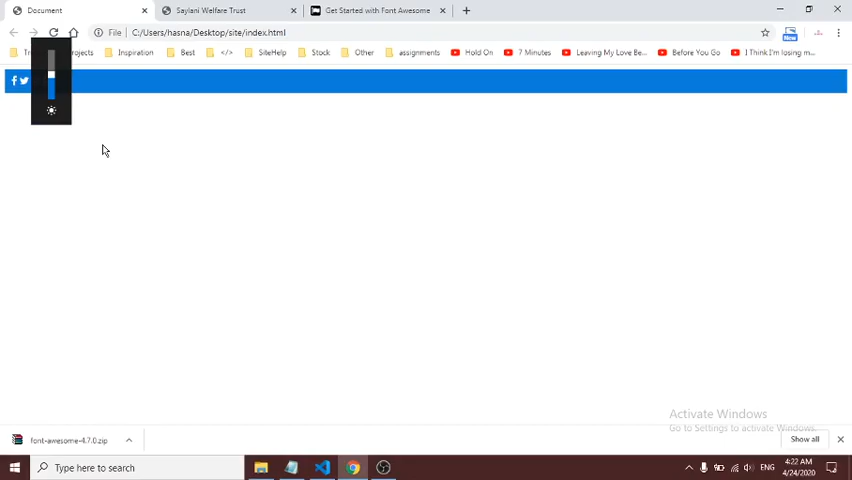 Document
Saylani Welfare Trust
Get Started with Font Awesome
File
C:/Users/hasna/Desktop/site/index.html
New
Inspiration
Best
</>
SiteHelp
Stock
Other
assignments
Hold On
7 Minutes
Leaving My Love Be...
Before You Go
I Think I'm losing m...
Activate Windows
Go to Settings to activate Windows.
font-awesome-4.7.0.zip
Show all
Type here to search
ENG
4:22 AM
4/24/2020